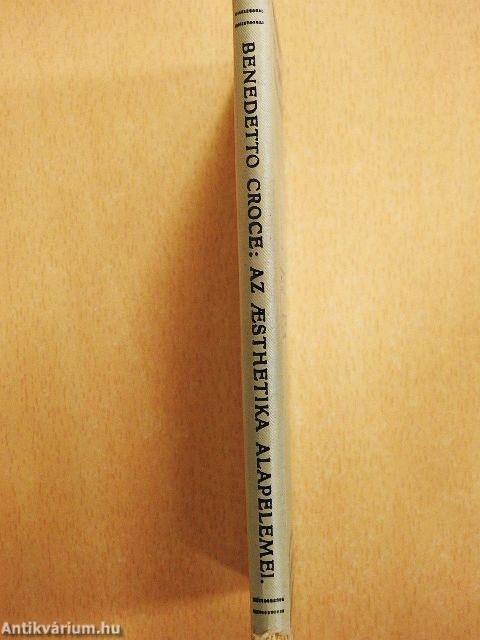 BENEDETTO CROCE: AZ ÆSTHETIKA ALAPELEMEI.
Antikvárium.hu